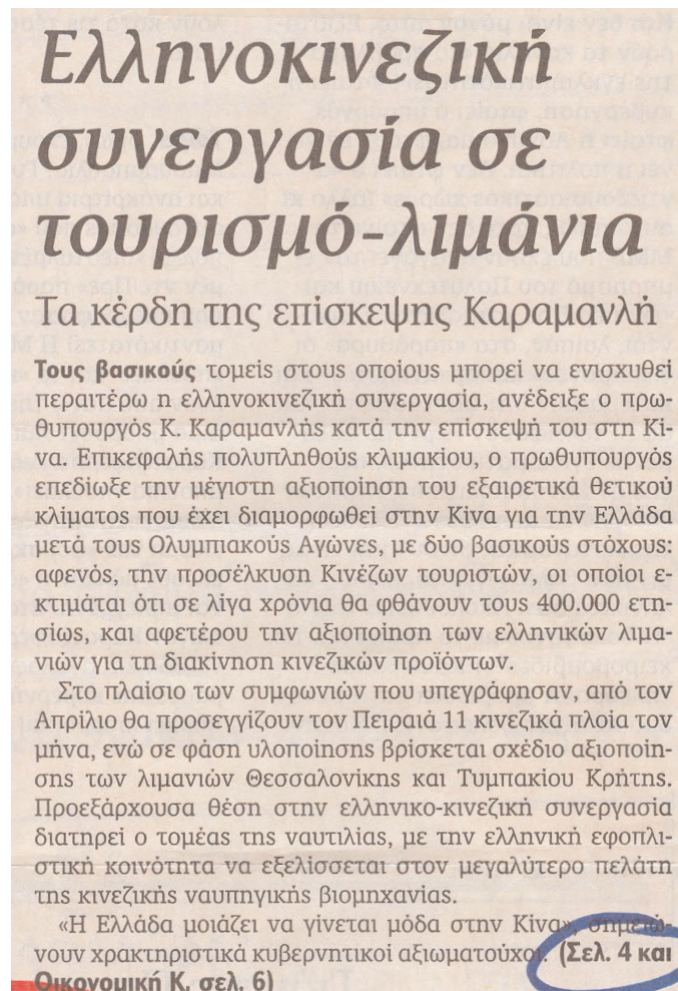 Ελληνοκινεζική
συνεργασία σε
τουρισμό-λιμάνια
Τα κέρδη της επίσκεψης Καραμανλή
Τους βασικούς τομείς στους οποίους μπορεί να ενισχυθεί
περαιτέρω η ελληνοκινεζική συνεργασία, ανέδειξε ο πρω-
θυπουργός Κ. Καραμανλής κατά την επίσκεψή του στη Κί-
να. Επικεφαλής πολυπληθούς κλιμακίου, ο πρωθυπουργός
επεδίωξε την μέγιστη αξιοποίηση του εξαιρετικά θετικού
κλίματος που έχει διαμορφωθεί στην Κίνα για την Ελλάδα
μετά τους Ολυμπιακούς Αγώνες, με δύο βασικούς στόχους:
αφενός, την προσέλκυση Κινέζων τουριστών, οι οποίοι ε-
κτιμάται ότι σε λίγα χρόνια θα φθάνουν τους 400.000 ετη-
σίως, και αφετέρου την αξιοποίηση των ελληνικών λιμα-
νιών για τη διακίνηση κινεζικών προϊόντων.
Στο πλαίσιο των συμφωνιών που υπεγράφησαν, από τον
Απρίλιο θα προσεγγίζουν τον Πειραιά 11 κινεζικά πλοία τον
μήνα, ενώ σε φάση υλοποίησης βρίσκεται σχέδιο αξιοποίη-
σης των λιμανιών Θεσσαλονίκης και Τυμπακίου Κρήτης.
Προεξάρχουσα θέση στην ελληνικο-κινεζική συνεργασία
διατηρεί ο τομέας της ναυτιλίας, με την ελληνική εφοπλι-
στική κοινότητα να εξελίσσεται στον μεγαλύτερο πελάτη
της κινεζικής ναυπηγικής βιομηχανίας.
«Η Ελλάδα μοιάζει να γίνεται μόδα στην Κίνα», σημειώ-
νουν χρακτηριστικά κυβερνητικοί αξιωματούχοι. (Σελ. 4 και
Οικονομική Κ, σελ. 6)